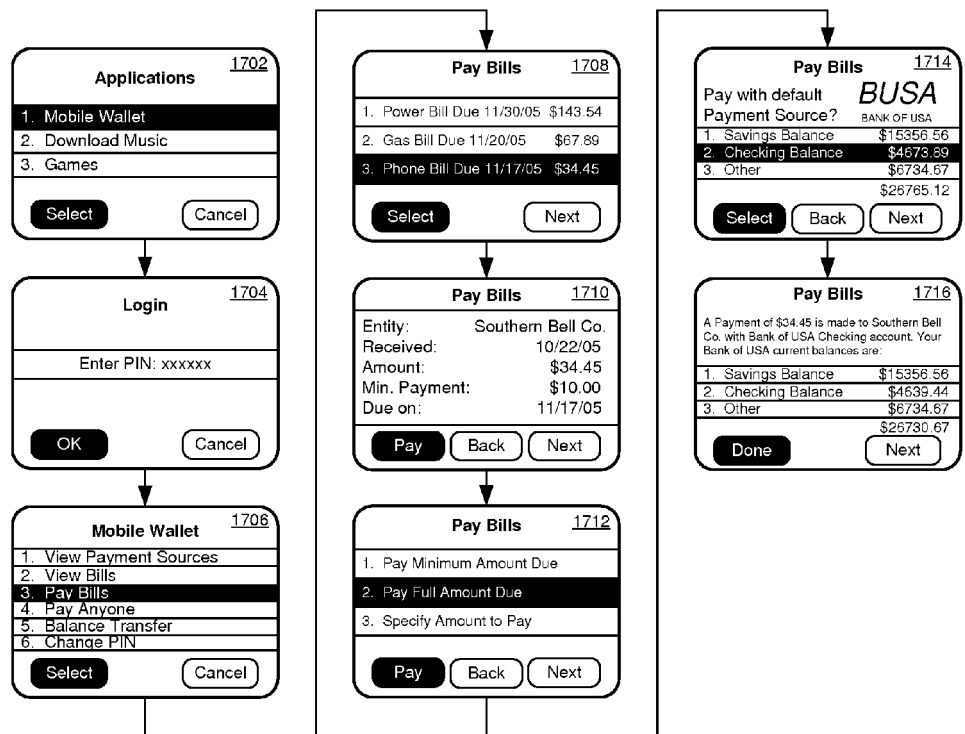 1702
Applications
1. Mobile Wallet
2. Download Music
3. Games
Select Cancel
1704
Login
Enter PIN: xxxxxx
OK Cancel
1706
Mobile Wallet
1. View Payment Sources
2. View Bills
3. Pay Bills
4. Pay Anyone
5. Balance Transfer
6. Change PIN
Select Cancel
Pay Bills 1708
1. Power Bill Due 11/30/05 $143.54
2. Gas Bill Due 11/20/05 $67.89
3. Phone Bill Due 11/17/05 $34.45
Select Next
Pay Bills 1710
Entity: Southern Bell Co.
Received: 10/22/05
Amount: $34.45
Min. Payment: $10.00
Due on: 11/17/05
Pay Back Next
Pay Bills 1712
1. Pay Minimum Amount Due
2. Pay Full Amount Due
3. Specify Amount to Pay
Pay Back Next
Pay Bills 1714
Pay with default BUSA
Payment Source? BANK OF USA
1. Savings Balance $15356.56
2. Checking Balance $4673.89
3. Other $6734.67
$26765.12
Select Back Next
Pay Bills 1716
A Payment of $34.45 is made to Southern Bell
Co. with Bank of USA Checking account. Your
Bank of USA current balances are:
1. Savings Balance $15356.56
2. Checking Balance $4639.44
3. Other $6734.67
$26730.67
Done Next